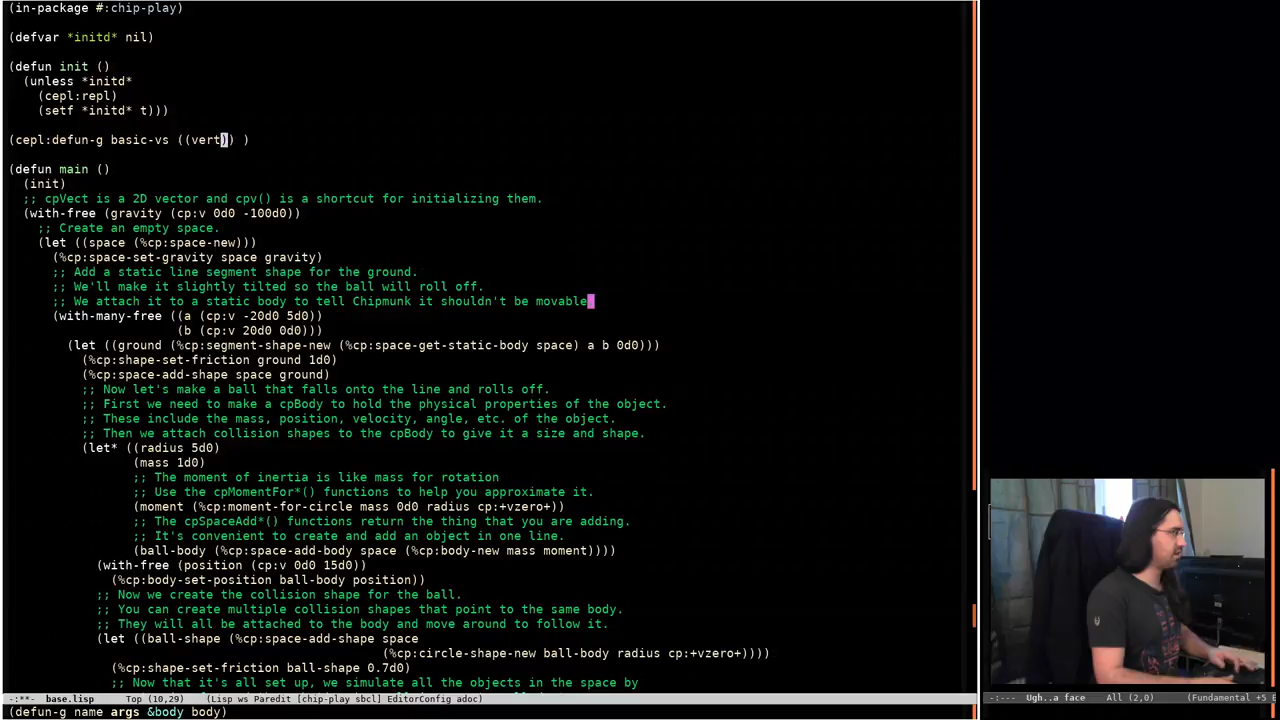 (in-package #:chip-play)
(defvar *initd* nil)
(defun init ()
(unless *initd*
(cepl:repl)
(setf *initd* t)))
(cepl:defun-g basic-vs ((vert)) )
(defun main ()
(init)
;; cpVect is a 2D vector and cpv() is a shortcut for initializing them.
(with-free (gravity (cp:v 0d0 -100d0))
;; Create an empty space.
(let ((space (%cp:space-new)))
(%cp:space-set-gravity space gravity)
;; Add a static line segment shape for the ground.
;; We'll make it slightly tilted so the ball will roll off.
;; We attach it to a static body to tell Chipmunk it shouldn't be movable
(with-many-free ((a (cp:v -20d0 5d0))
(b (cp:v 20d0 0d0)))
(let ((ground (%cp:segment-shape-new (%cp:space-get-static-body space) a b 0d0)))
(%cp:shape-set-friction ground 1d0)
(%cp:space-add-shape space ground)
;; Now let's make a ball that falls onto the line and rolls off.
;; First we need to make a cpBody to hold the physical properties of the object.
;; These include the mass, position, velocity, angle, etc. of the object.
;; Then we attach collision shapes to the cpBody to give it a size and shape.
(let* ((radius 5d0)
(mass 1d0)
;; The moment of inertia is like mass for rotation
;; Use the cpMomentFor*() functions to help you approximate it.
(moment (%cp:moment-for-circle mass 0d0 radius cp:+vzero+))
;; The cpSpaceAdd*() functions return the thing that you are adding.
;; It's convenient to create and add an object in one line.
(ball-body (%cp:space-add-body space (%cp:body-new mass moment))))
(with-free (position (cp:v 0d0 15d0))
(%cp:body-set-position ball-body position))
;; Now we create the collision shape for the ball.
;; You can create multiple collision shapes that point to the same body.
;; They will all be attached to the body and move around to follow it.
(let ((ball-shape (%cp:space-add-shape space
(%cp:circle-shape-new ball-body radius cp:+vzero+))))
(%cp:shape-set-friction ball-shape 0.7d0)
;; Now that it's all set up, we simulate all the objects in the space by
-:**- base.lisp Top (10,29) (Lisp ws Paredit [chip-play sbcl] EditorConfig adoc)
-:--- Ugh..a face All (2,0) (Fundamental +5 E
(defun-g name args &body body)